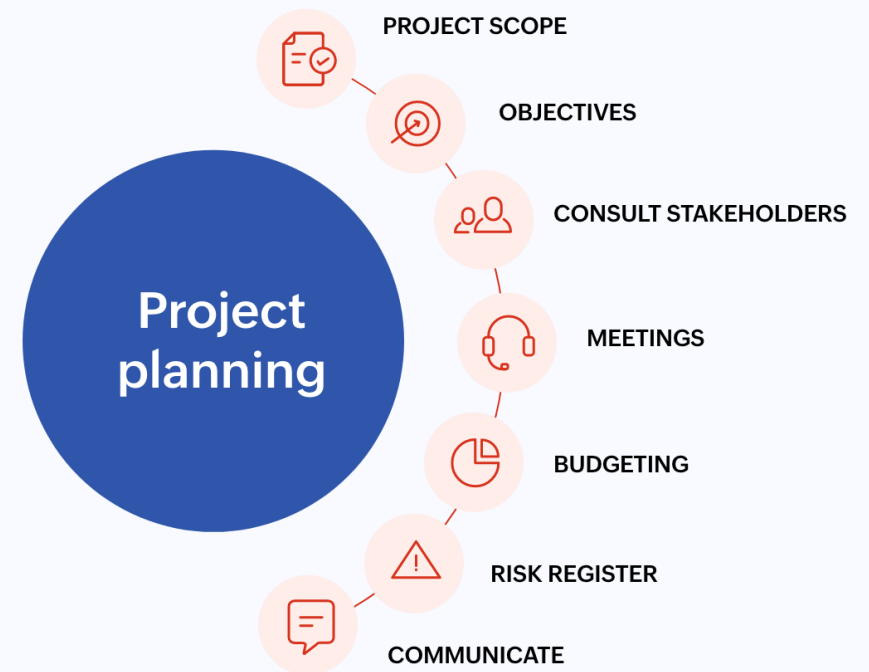 PROJECT SCOPE
OBJECTIVES
CONSULT STAKEHOLDERS
Project
planning
MEETINGS
BUDGETING
RISK REGISTER
COMMUNICATE